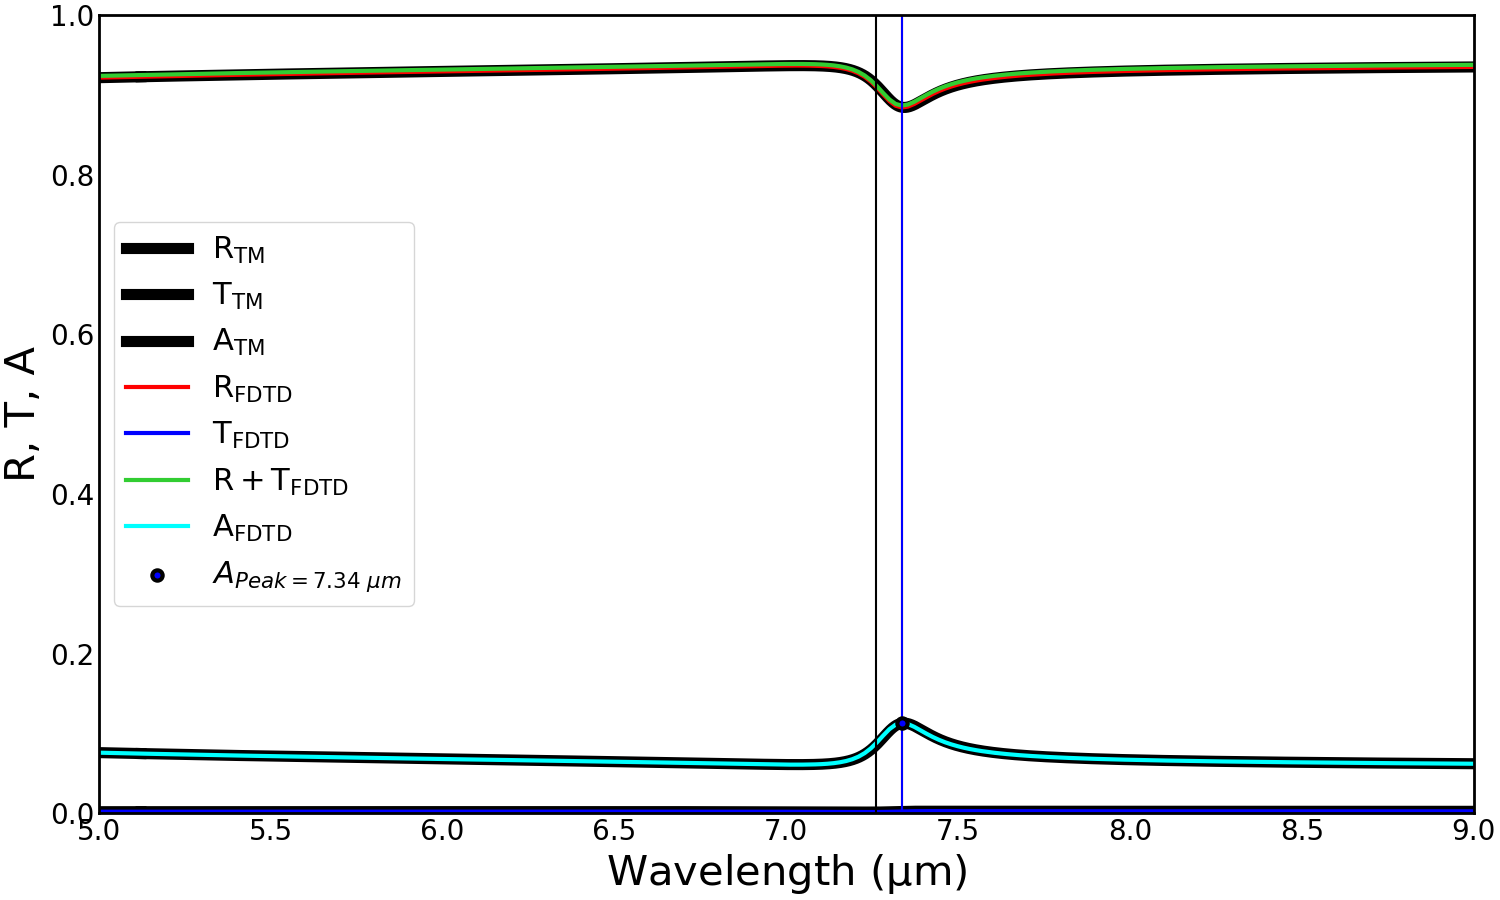 1.0
0.8
0.6
0.4
0.2
0.0
R, T, A
R_TM
T_TM
A_TM
R_FDTD
T_FDTD
R + T_FDTD
A_FDTD
A_Peak = 7.34 μm
5.0 5.5 6.0 6.5 7.0 7.5 8.0 8.5 9.0
Wavelength (μm)